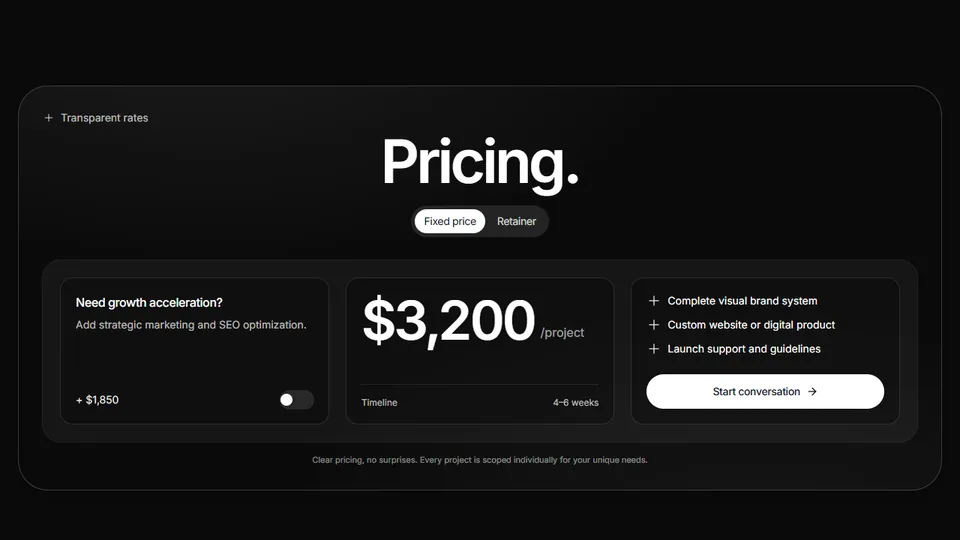 Transparent rates
Pricing.
Fixed price
Retainer
Need growth acceleration?
Add strategic marketing and SEO optimization.
+ $1,850
$3,200 /project
Timeline
4–6 weeks
Complete visual brand system
Custom website or digital product
Launch support and guidelines
Start conversation →
Clear pricing, no surprises. Every project is scoped individually for your unique needs.